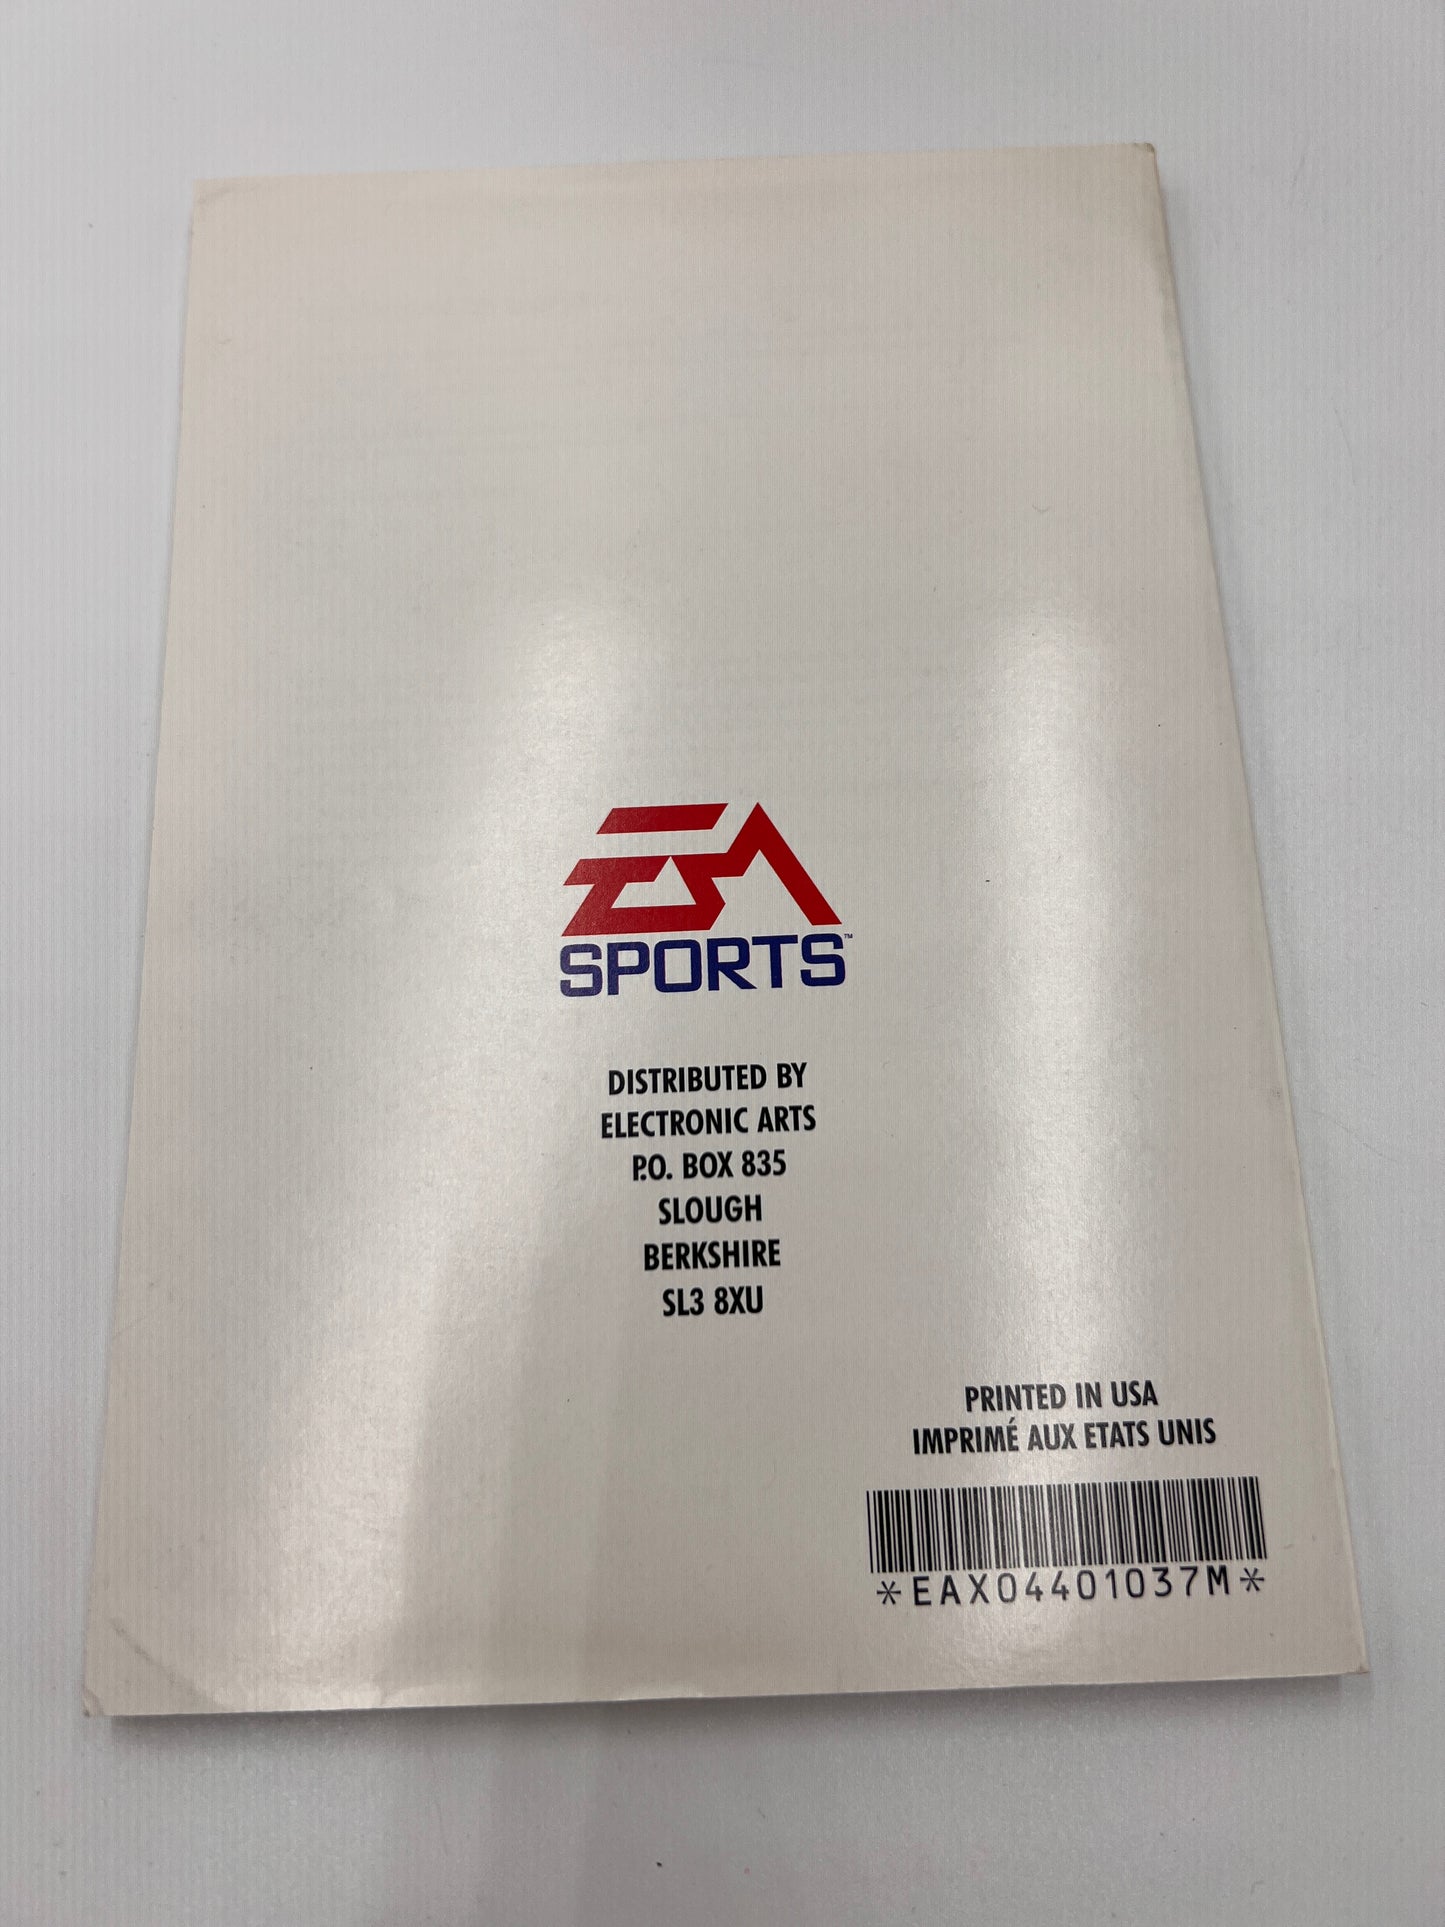 EA
SPORTS™
DISTRIBUTED BY
ELECTRONIC ARTS
P.O. BOX 835
SLOUGH
BERKSHIRE
SL3 8XU
PRINTED IN USA
IMPRIMÉ AUX ETATS UNIS
*EAX04401037M*